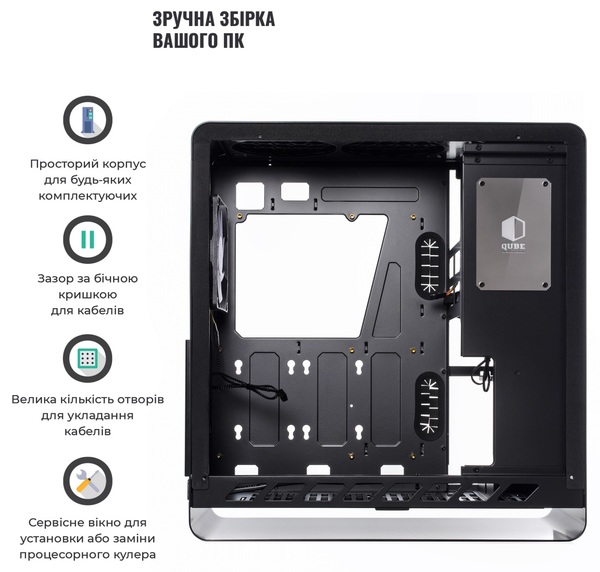 ЗРУЧНА ЗБІРКА
ВАШОГО ПК
Просторий корпус
для будь-яких
комплектуючих
Зазор за бічною
кришкою
для кабелів
Велика кількість отворів
для укладання
кабелів
Сервісне вікно для
установки або заміни
процесорного кулера
QUBE